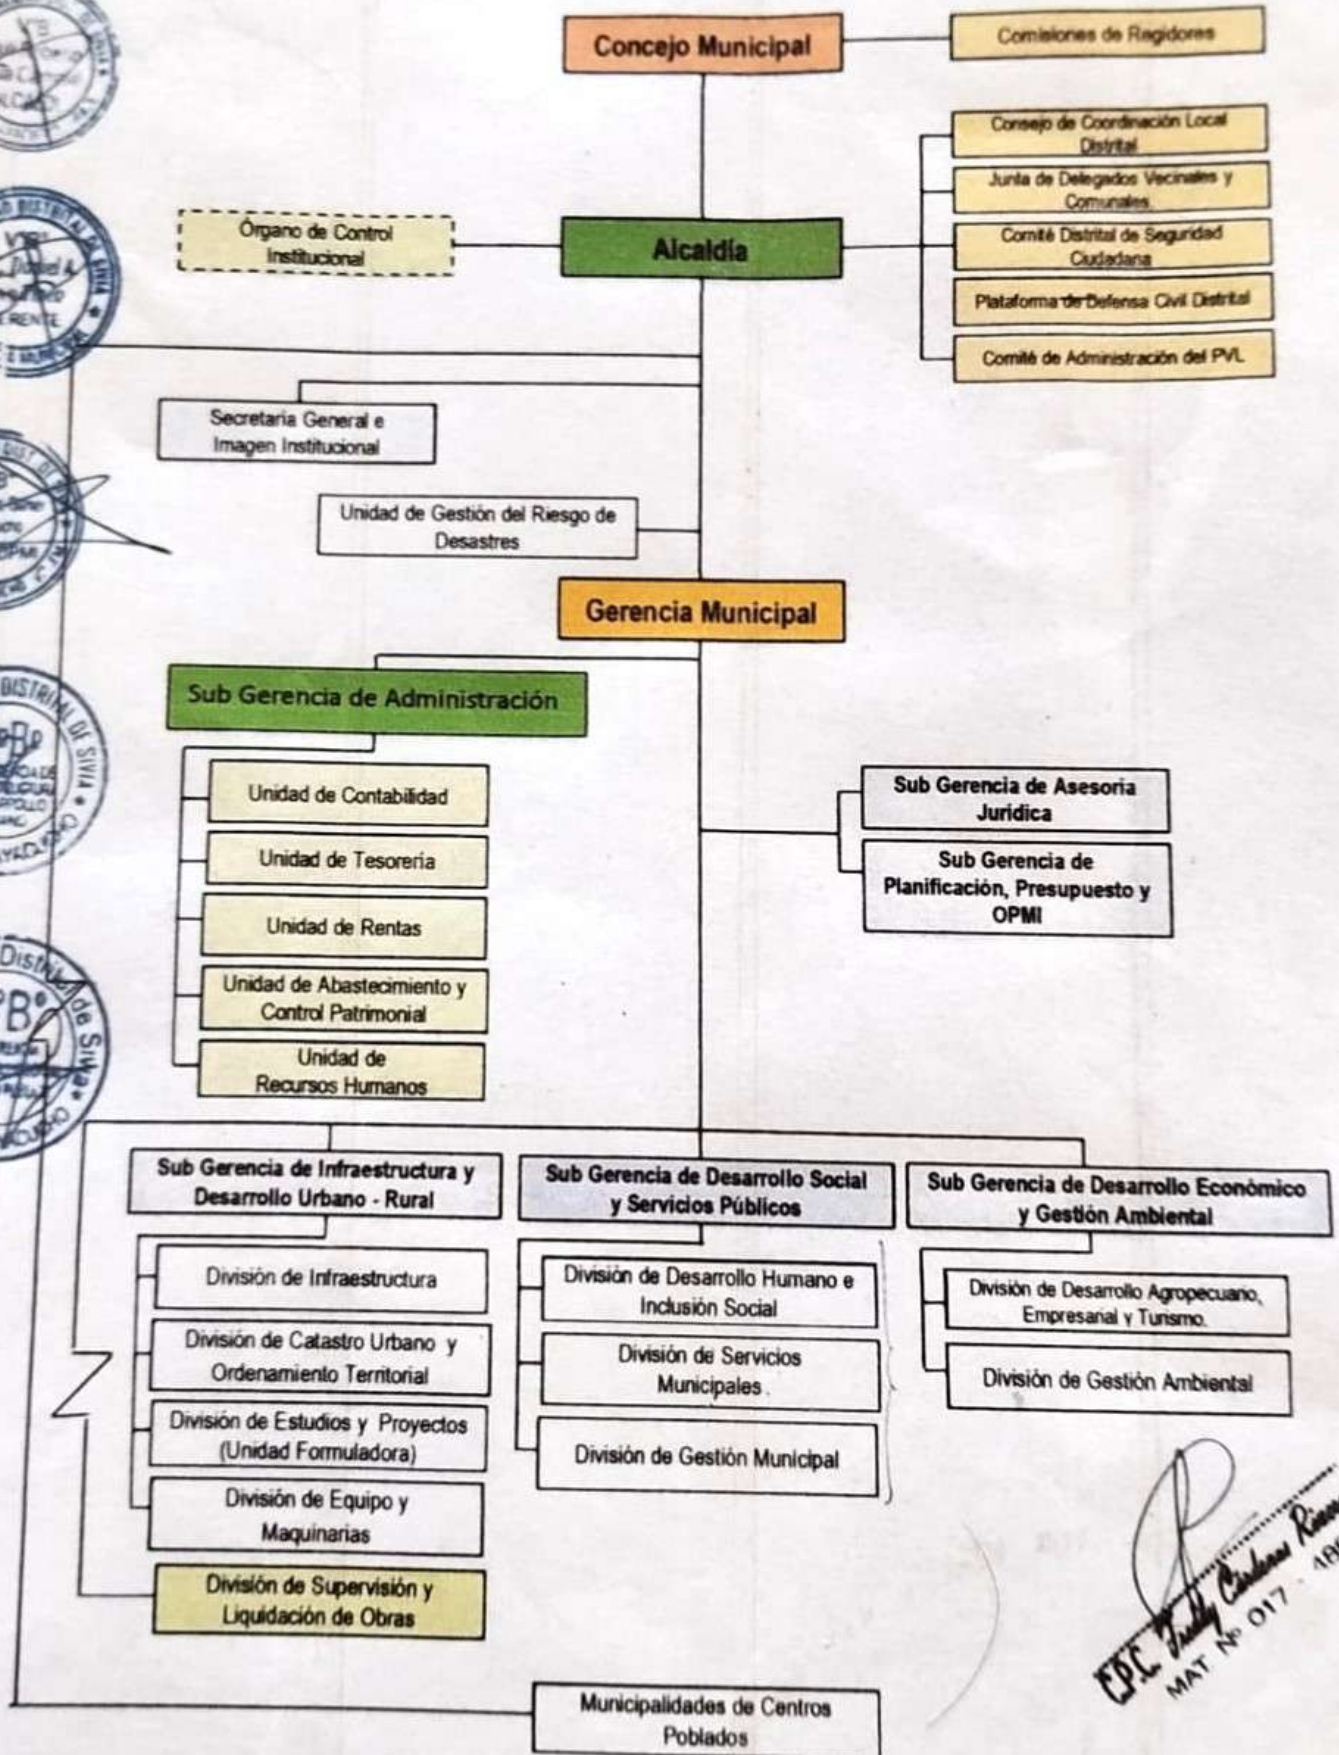 Concejo Municipal
Comisiones de Regidores
Consejo de Coordinación Local
Distrital
Junta de Delegados Vecinales y
Comunales
Órgano de Control
Institucional
Alcaldía
Comité Distrital de Seguridad
Ciudadana
Plataforma de Defensa Civil Distrital
Comité de Administración del PVL
Secretaria General e
Imagen Institucional
Unidad de Gestión del Riesgo de
Desastres
Gerencia Municipal
Sub Gerencia de Administración
Unidad de Contabilidad
Unidad de Tesorería
Unidad de Rentas
Unidad de Abastecimiento y
Control Patrimonial
Unidad de
Recursos Humanos
Sub Gerencia de Asesoria
Juridica
Sub Gerencia de
Planificación, Presupuesto y
OPMI
Sub Gerencia de Infraestructura y
Desarrollo Urbano - Rural
División de Infraestructura
División de Catastro Urbano y
Ordenamiento Territorial
División de Estudios y Proyectos
(Unidad Formuladora)
División de Equipo y
Maquinarias
División de Supervisión y
Liquidación de Obras
Sub Gerencia de Desarrollo Social
y Servicios Públicos
División de Desarrollo Humano e
Inclusión Social
División de Servicios
Municipales.
División de Gestión Municipal
Sub Gerencia de Desarrollo Económico
y Gestión Ambiental
División de Desarrollo Agropecuario,
Empresarial y Turismo.
División de Gestión Ambiental
Municipalidades de Centros
Poblados
DISTRITAL DE SIVIA
de Sivia
C.P.C. Cárdenas
MAT Nº 017